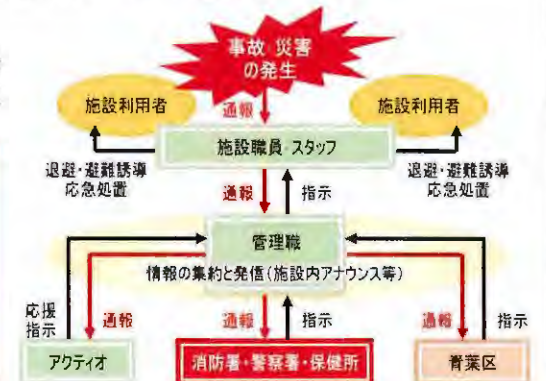 事故・災害
の発生
通報
施設利用者
施設利用者
施設職員・スタッフ
退避・避難誘導
応急処置
通報
指示
退避・避難誘導
応急処置
管理職
情報の集約と発信(施設内アナウンス等)
応援
指示
通報
通報
指示
通報
指示
アクティオ
消防署・警察署・保健所
青葉区